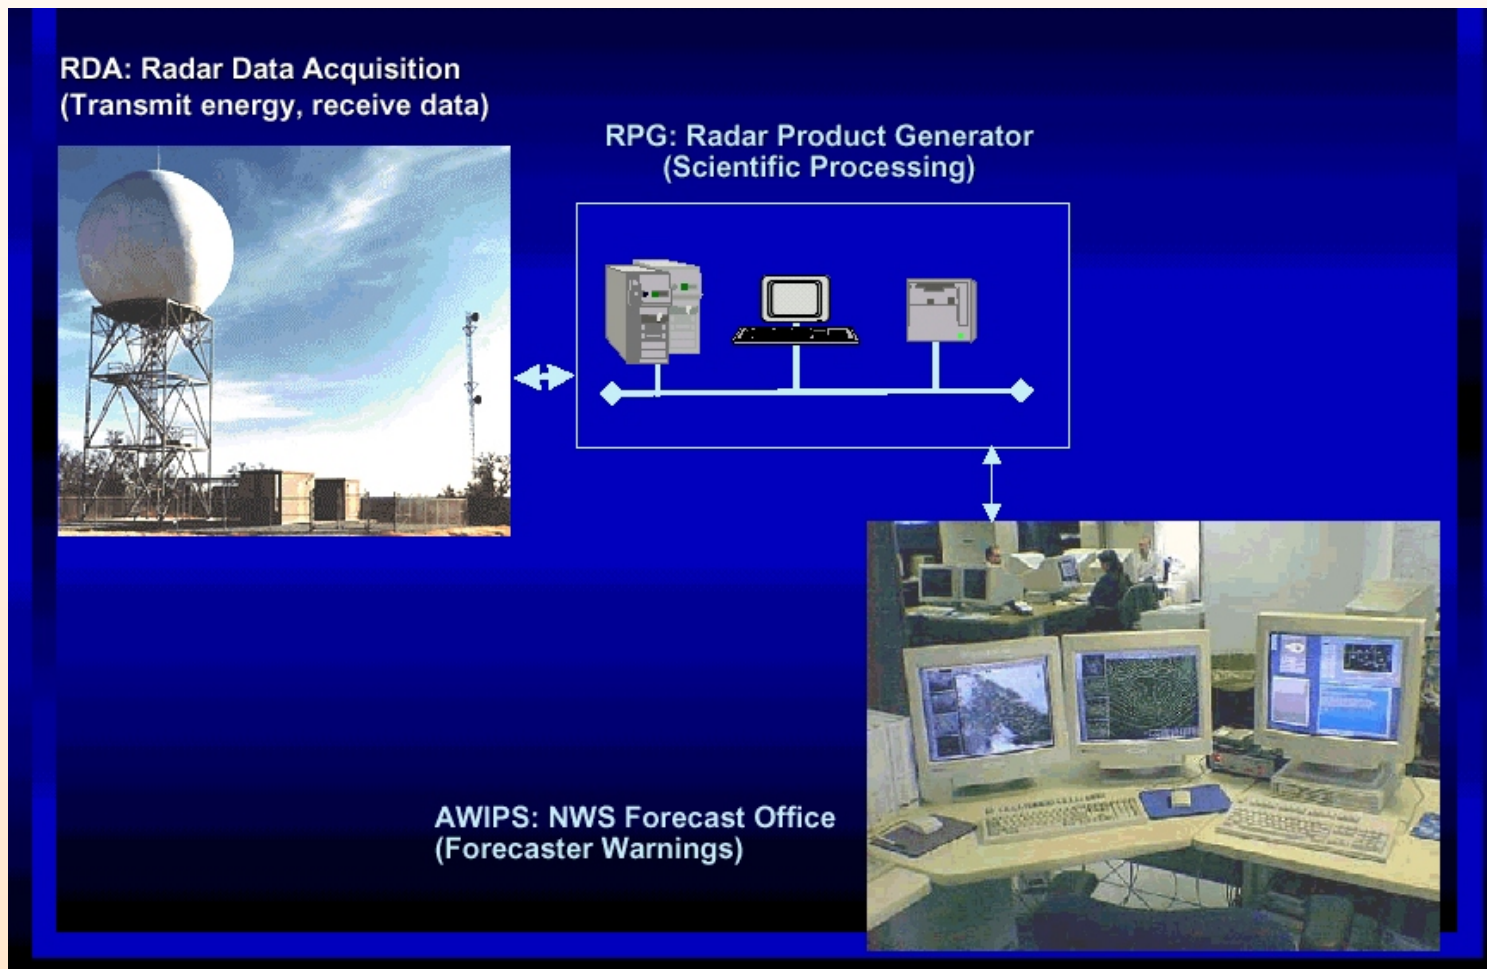 RDA: Radar Data Acquisition
(Transmit energy, receive data)
RPG: Radar Product Generator
(Scientific Processing)
AWIPS: NWS Forecast Office
(Forecaster Warnings)